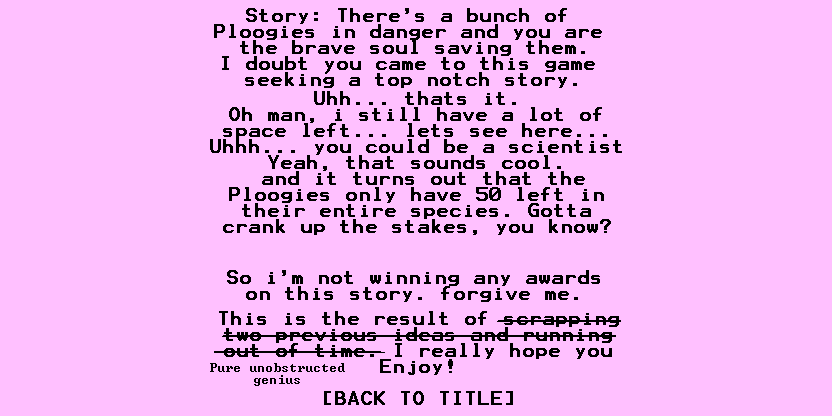 Story: There's a bunch of
Ploogies in danger and you are
the brave soul saving them.
I doubt you came to this game
seeking a top notch story.
Uhh... thats it.
Oh man, i still have a lot of
space left... lets see here...
Uhhh... you could be a scientist
Yeah, that sounds cool.
and it turns out that the
Ploogies only have 50 left in
their entire species. Gotta
crank up the stakes, you know?
So i'm not winning any awards
on this story. forgive me.
This is the result of scrapping
two previous ideas and running
out of time. I really hope you
Enjoy!
Pure unobstructed
genius
[BACK TO TITLE]